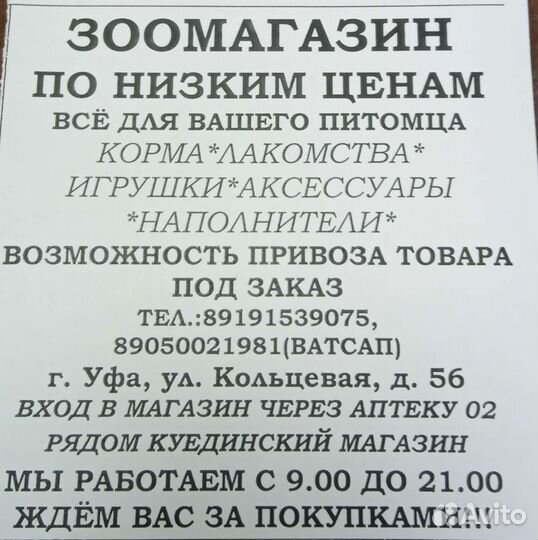 ЗООМАГАЗИН
ПО НИЗКИМ ЦЕНАМ
ВСЁ ДЛЯ ВАШЕГО ПИТОМЦА
КОРМА*ЛАКОМСТВА*
ИГРУШКИ*АКСЕССУАРЫ
*НАПОЛНИТЕЛИ*
ВОЗМОЖНОСТЬ ПРИВОЗА ТОВАРА
ПОД ЗАКАЗ
ТЕЛ.:89191539075,
89050021981(ВАТСАП)
г. Уфа, ул. Кольцевая, д. 56
ВХОД В МАГАЗИН ЧЕРЕЗ АПТЕКУ 02
РЯДОМ КУЕДИНСКИЙ МАГАЗИН
МЫ РАБОТАЕМ С 9.00 ДО 21.00
ЖДЁМ ВАС ЗА ПОКУПКАМИ!!!
Avito